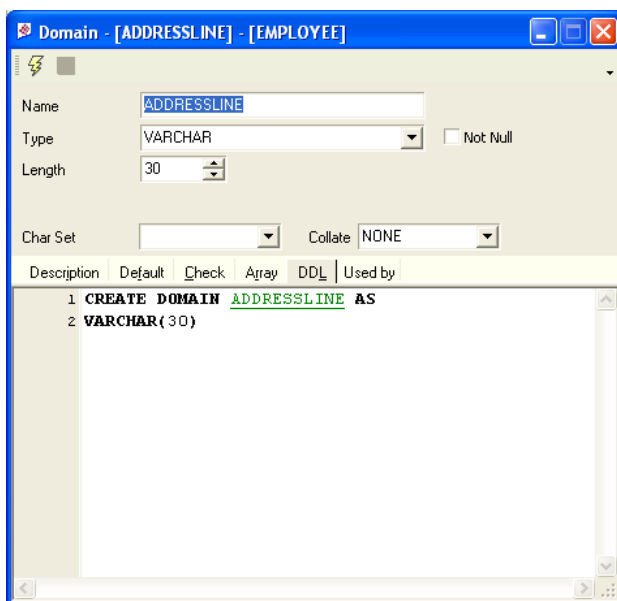 Domain - [ADDRESSLINE] - [EMPLOYEE]
Name ADDRESSLINE
Type VARCHAR Not Null
Length 30
Char Set Collate NONE
Description Default Check Array DDL Used by
1 CREATE DOMAIN ADDRESSLINE AS
2 VARCHAR(30)